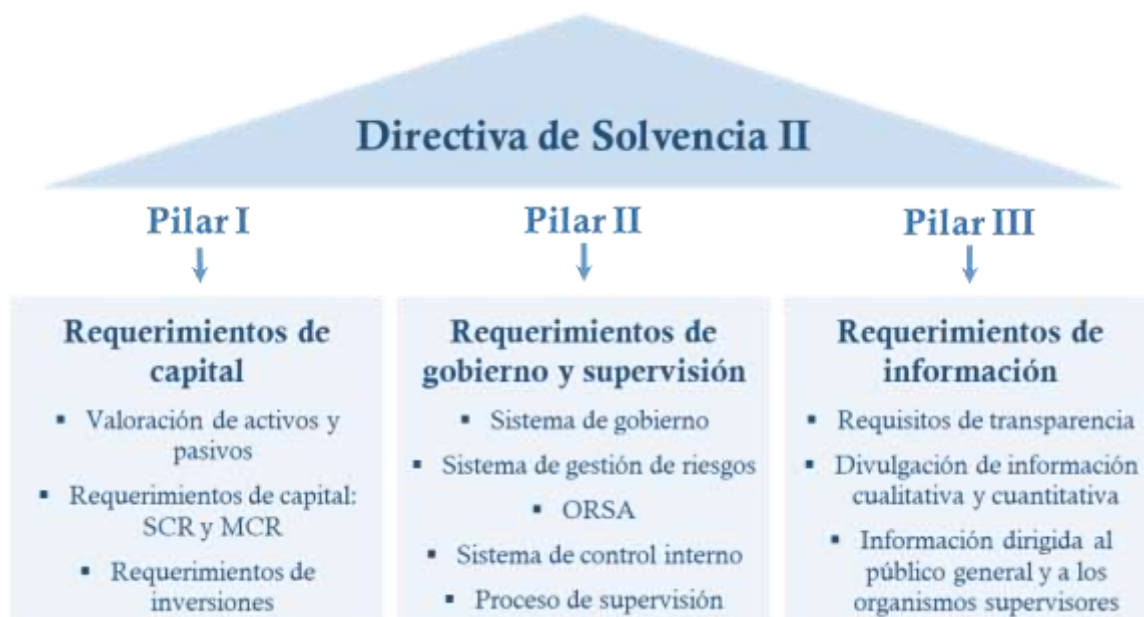 Directiva de Solvencia II
Pilar I
Pilar II
Pilar III
Requerimientos de
capital
▪ Valoración de activos y
pasivos
▪ Requerimientos de capital:
SCR y MCR
▪ Requerimientos de
inversiones
Requerimientos de
gobierno y supervisión
▪ Sistema de gobierno
▪ Sistema de gestión de riesgos
▪ ORSA
▪ Sistema de control interno
▪ Proceso de supervisión
Requerimientos de
información
▪ Requisitos de transparencia
▪ Divulgación de información
cualitativa y cuantitativa
▪ Información dirigida al
público general y a los
organismos supervisores